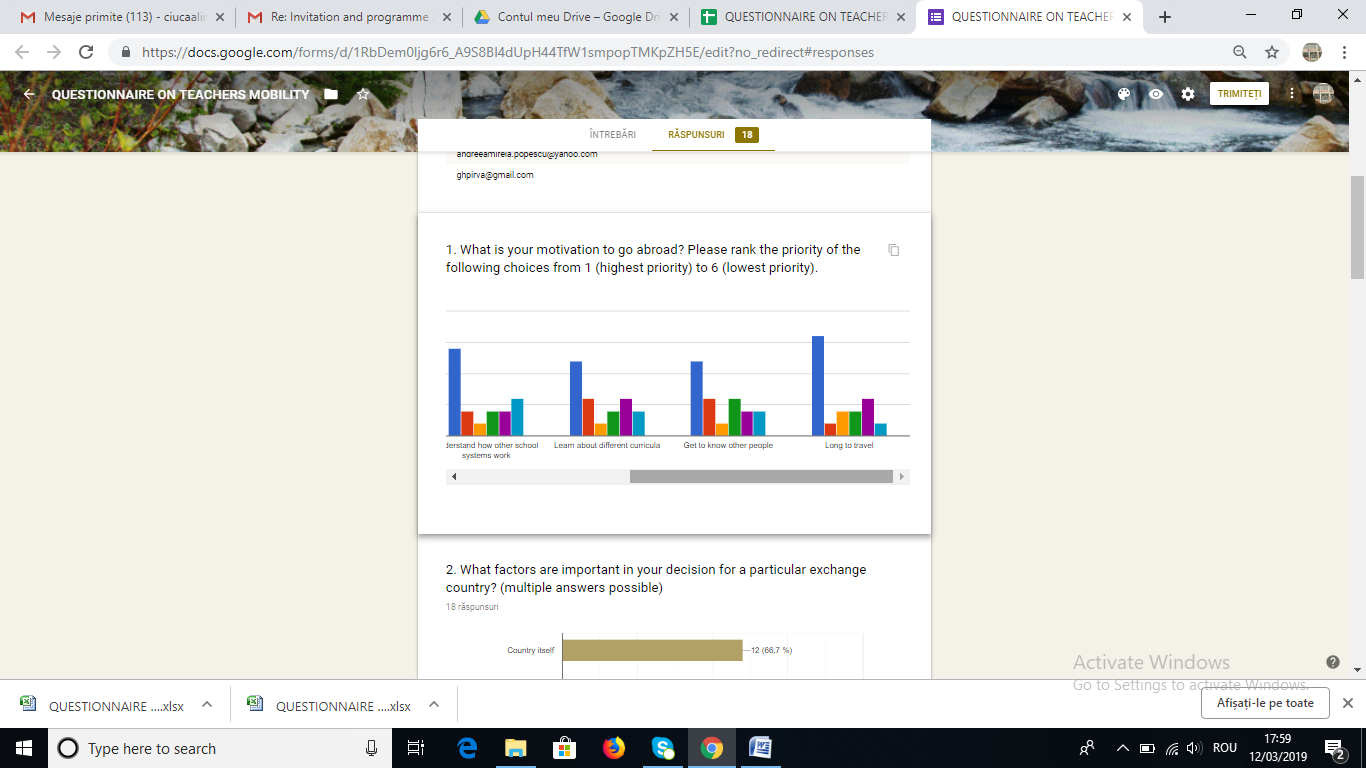 Mesaje primite (113) - ciucaalin
Re: Invitation and programme
Contul meu Drive – Google Dri
QUESTIONNAIRE ON TEACHER
QUESTIONNAIRE ON TEACHER
https://docs.google.com/forms/d/1RbDem0ljg6r6_A9S8Bl4dUpH44TfW1smpopTMKpZH5E/edit?no_redirect#responses
QUESTIONNAIRE ON TEACHERS MOBILITY
TRIMITEȚI
ÎNTREBĂRI
RĂSPUNSURI 18
andreeamirela.popescu@yahoo.com
ghpirva@gmail.com
1. What is your motivation to go abroad? Please rank the priority of the
following choices from 1 (highest priority) to 6 (lowest priority).
derstand how other school
systems work
Learn about different curricula
Get to know other people
Long to travel
2. What factors are important in your decision for a particular exchange
country? (multiple answers possible)
18 răspunsuri
Country itself
12 (66,7 %)
Activate Windows
Go to Settings to activate Windows.
QUESTIONNAIRE ....xlsx
QUESTIONNAIRE ....xlsx
Afișați-le pe toate
Type here to search
ROU
17:59
12/03/2019
2